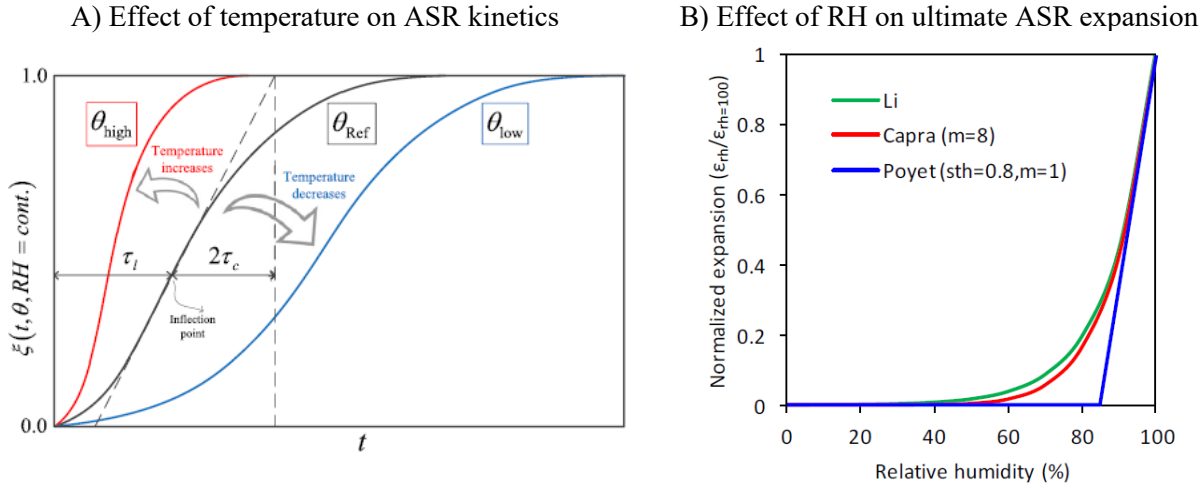 A) Effect of temperature on ASR kinetics
1.0
θhigh
θRef
θlow
Temperature
increases
Temperature
decreases
τl
2τc
Inflection
point
ξ(t, θ, RH = cont.)
0.0
t
B) Effect of RH on ultimate ASR expansion
1
0.8
0.6
0.4
0.2
0
Normalized expansion (εrh/εrh=100)
Li
Capra (m=8)
Poyet (sth=0.8,m=1)
0 20 40 60 80 100
Relative humidity (%)